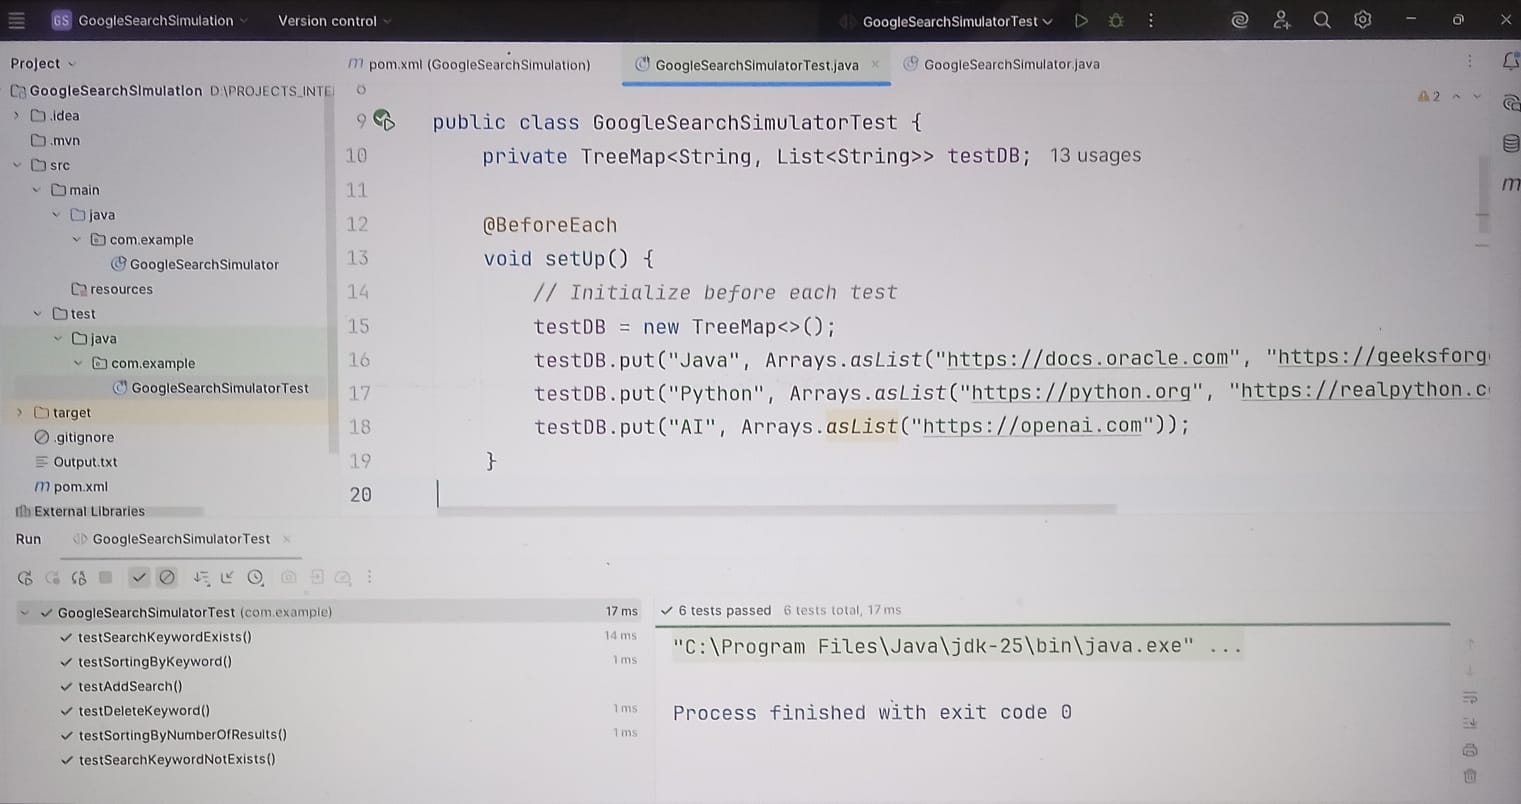 GS GoogleSearchSimulation Version control GoogleSearchSimulatorTest
Project
pom.xml (GoogleSearchSimulation) GoogleSearchSimulatorTest.java GoogleSearchSimulator.java
GoogleSearchSimulation D:\PROJECTS_INTE
.idea
.mvn
src
main
java
com.example
GoogleSearchSimulator
resources
test
java
com.example
GoogleSearchSimulatorTest
target
.gitignore
Output.txt
pom.xml
External Libraries
2
9 public class GoogleSearchSimulatorTest {
10 private TreeMap<String, List<String>> testDB; 13 usages
11
12 @BeforeEach
13 void setUp() {
14 // Initialize before each test
15 testDB = new TreeMap<>();
16 testDB.put("Java", Arrays.asList("https://docs.oracle.com", "https://geeksforg
17 testDB.put("Python", Arrays.asList("https://python.org", "https://realpython.c
18 testDB.put("AI", Arrays.asList("https://openai.com"));
19 }
20
Run GoogleSearchSimulatorTest
GoogleSearchSimulatorTest (com.example) 17 ms
testSearchKeywordExists() 14 ms
testSortingByKeyword() 1 ms
testAddSearch()
testDeleteKeyword() 1 ms
testSortingByNumberOfResults() 1 ms
testSearchKeywordNotExists()
6 tests passed 6 tests total, 17 ms
"C:\Program Files\Java\jdk-25\bin\java.exe" ...
Process finished with exit code 0